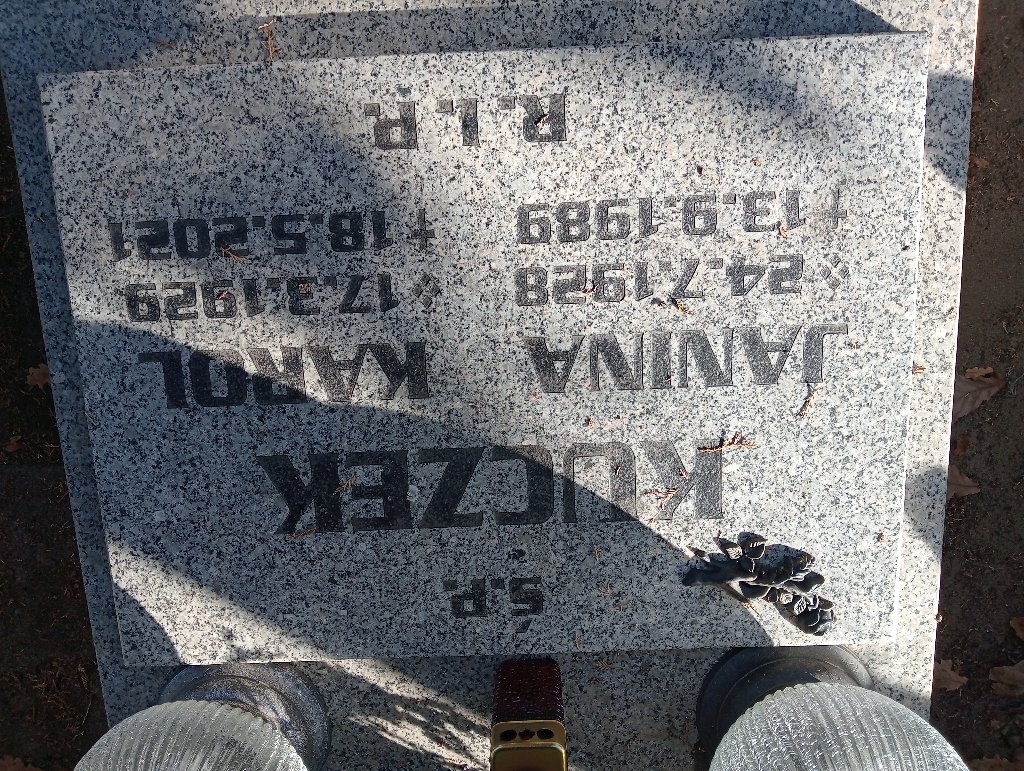 Ś.P.
KUCZEK
JANINA KAROL
24.7.1928 17.3.1929
† 13.9.1989 † 18.5.2021
R.I.P.